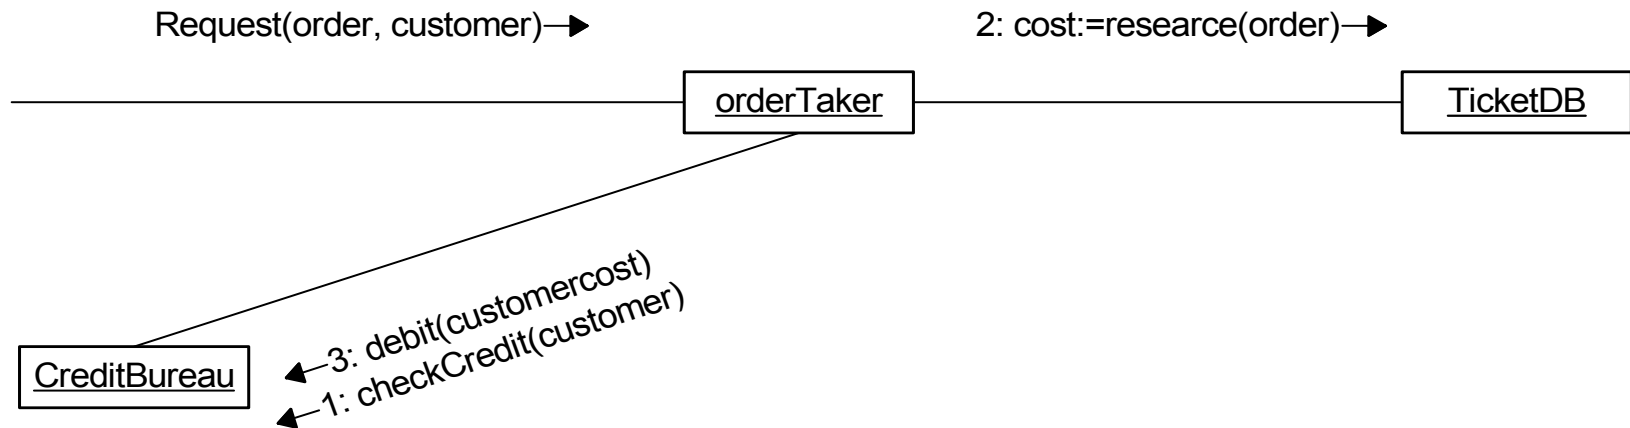 Request(order, customer)
2: cost:=researce(order)
orderTaker
TicketDB
3: debit(customercost)
1: checkCredit(customer)
CreditBureau